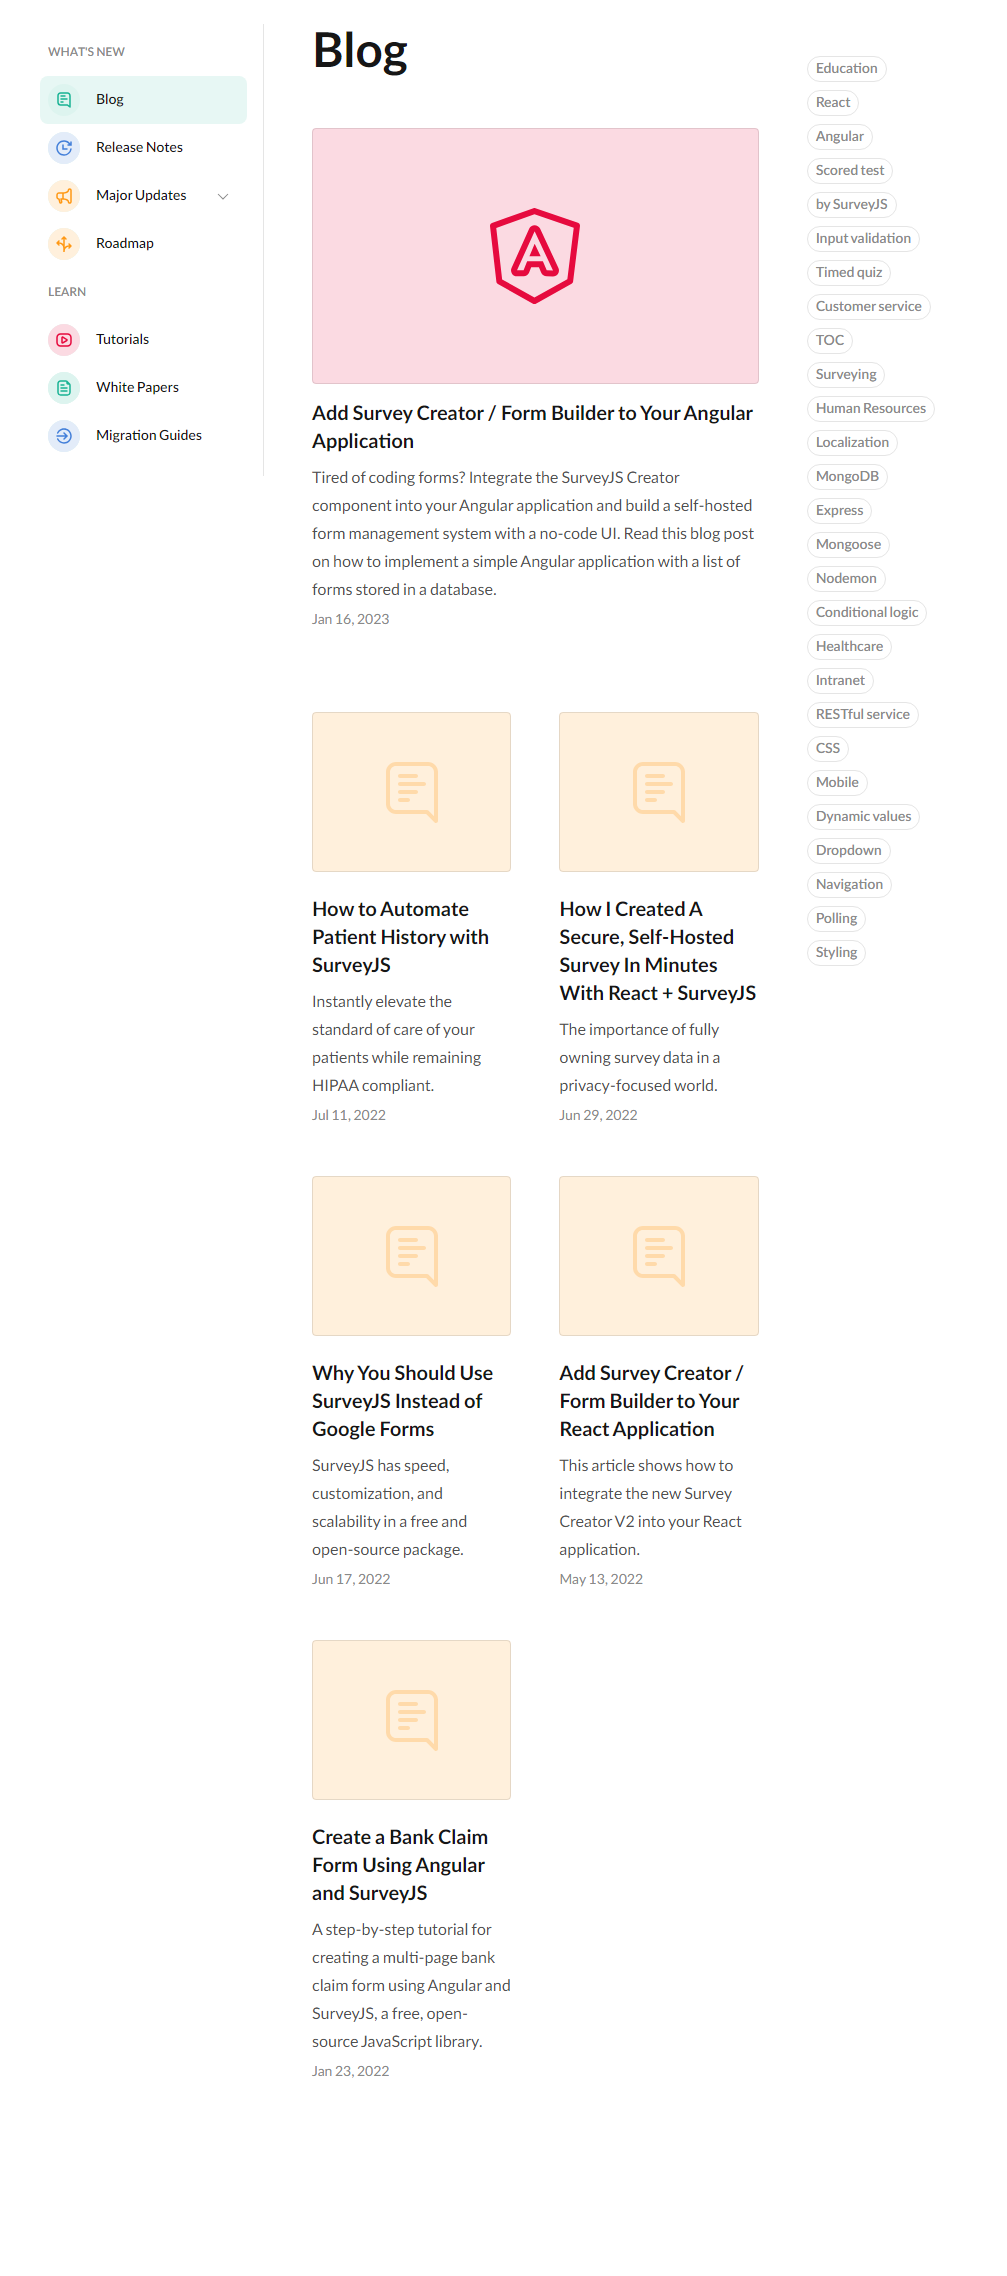 WHAT'S NEW
Blog
Release Notes
Major Updates
Roadmap
LEARN
Tutorials
White Papers
Migration Guides
Blog
Add Survey Creator / Form Builder to Your Angular
Application
Tired of coding forms? Integrate the SurveyJS Creator
component into your Angular application and build a self-hosted
form management system with a no-code UI. Read this blog post
on how to implement a simple Angular application with a list of
forms stored in a database.
Jan 16, 2023
How to Automate
Patient History with
SurveyJS
Instantly elevate the
standard of care of your
patients while remaining
HIPAA compliant.
Jul 11, 2022
How I Created A
Secure, Self-Hosted
Survey In Minutes
With React + SurveyJS
The importance of fully
owning survey data in a
privacy-focused world.
Jun 29, 2022
Why You Should Use
SurveyJS Instead of
Google Forms
SurveyJS has speed,
customization, and
scalability in a free and
open-source package.
Jun 17, 2022
Add Survey Creator /
Form Builder to Your
React Application
This article shows how to
integrate the new Survey
Creator V2 into your React
application.
May 13, 2022
Create a Bank Claim
Form Using Angular
and SurveyJS
A step-by-step tutorial for
creating a multi-page bank
claim form using Angular and
SurveyJS, a free, open-
source JavaScript library.
Jan 23, 2022
Education
React
Angular
Scored test
by SurveyJS
Input validation
Timed quiz
Customer service
TOC
Surveying
Human Resources
Localization
MongoDB
Express
Mongoose
Nodemon
Conditional logic
Healthcare
Intranet
RESTful service
CSS
Mobile
Dynamic values
Dropdown
Navigation
Polling
Styling